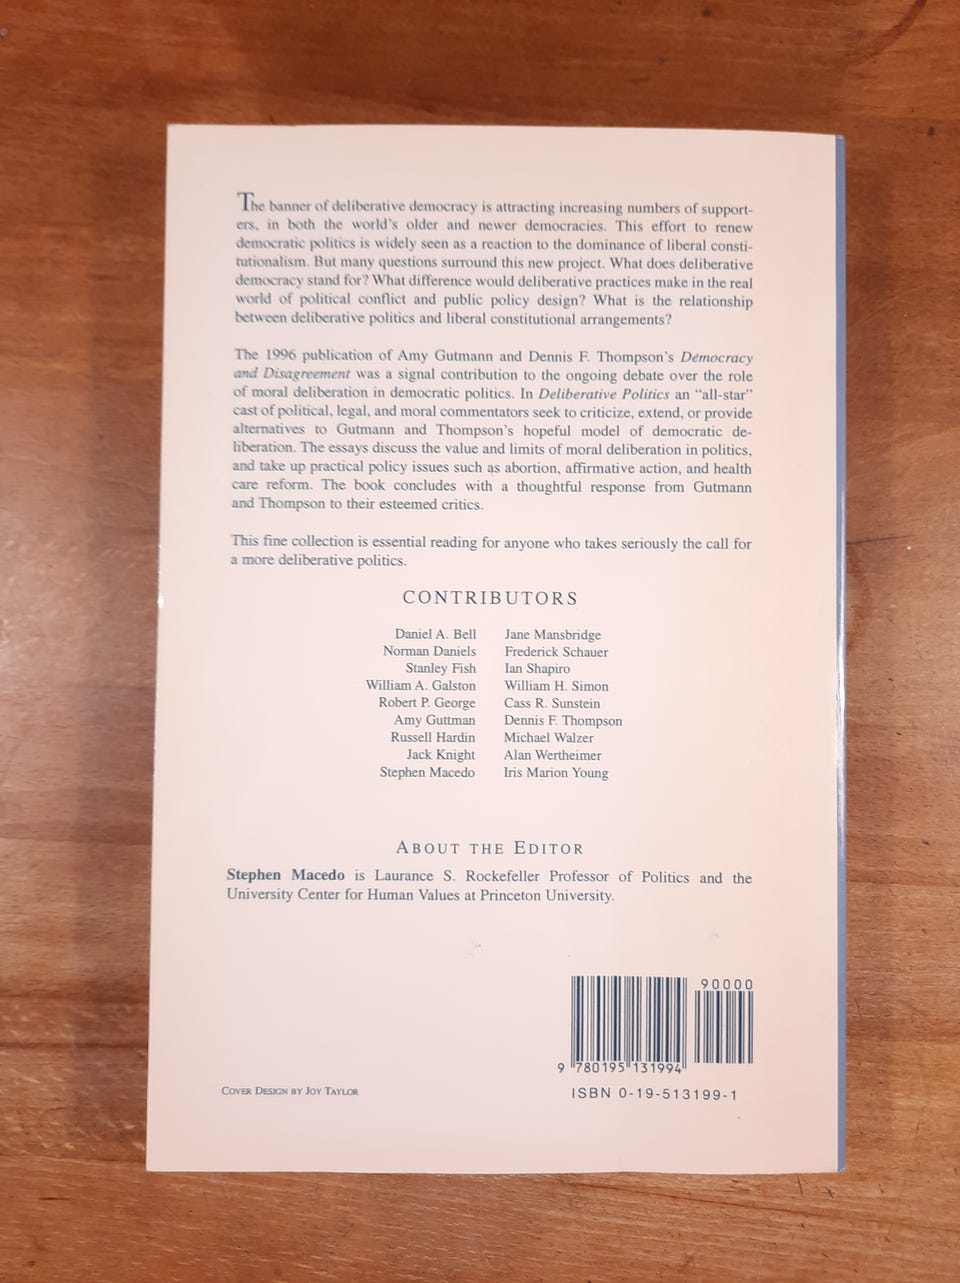 The banner of deliberative democracy is attracting increasing numbers of support-
ers, in both the world's older and newer democracies. This effort to renew
democratic politics is widely seen as a reaction to the dominance of liberal consti-
tutionalism. But many questions surround this new project. What does deliberative
democracy stand for? What difference would deliberative practices make in the real
world of political conflict and public policy design? What is the relationship
between deliberative politics and liberal constitutional arrangements?
The 1996 publication of Amy Gutmann and Dennis F. Thompson's Democracy
and Disagreement was a signal contribution to the ongoing debate over the role
of moral deliberation in democratic politics. In Deliberative Politics an "all-star"
cast of political, legal, and moral commentators seek to criticize, extend, or provide
alternatives to Gutmann and Thompson's hopeful model of democratic de-
liberation. The essays discuss the value and limits of moral deliberation in politics,
and take up practical policy issues such as abortion, affirmative action, and health
care reform. The book concludes with a thoughtful response from Gutmann
and Thompson to their esteemed critics.
This fine collection is essential reading for anyone who takes seriously the call for
a more deliberative politics.
CONTRIBUTORS
Daniel A. Bell Jane Mansbridge
Norman Daniels Frederick Schauer
Stanley Fish Ian Shapiro
William A. Galston William H. Simon
Robert P. George Cass R. Sunstein
Amy Guttman Dennis F. Thompson
Russell Hardin Michael Walzer
Jack Knight Alan Wertheimer
Stephen Macedo Iris Marion Young
ABOUT THE EDITOR
Stephen Macedo is Laurance S. Rockefeller Professor of Politics and the
University Center for Human Values at Princeton University.
90000
9 780195 131994
COVER DESIGN BY JOY TAYLOR
ISBN 0-19-513199-1